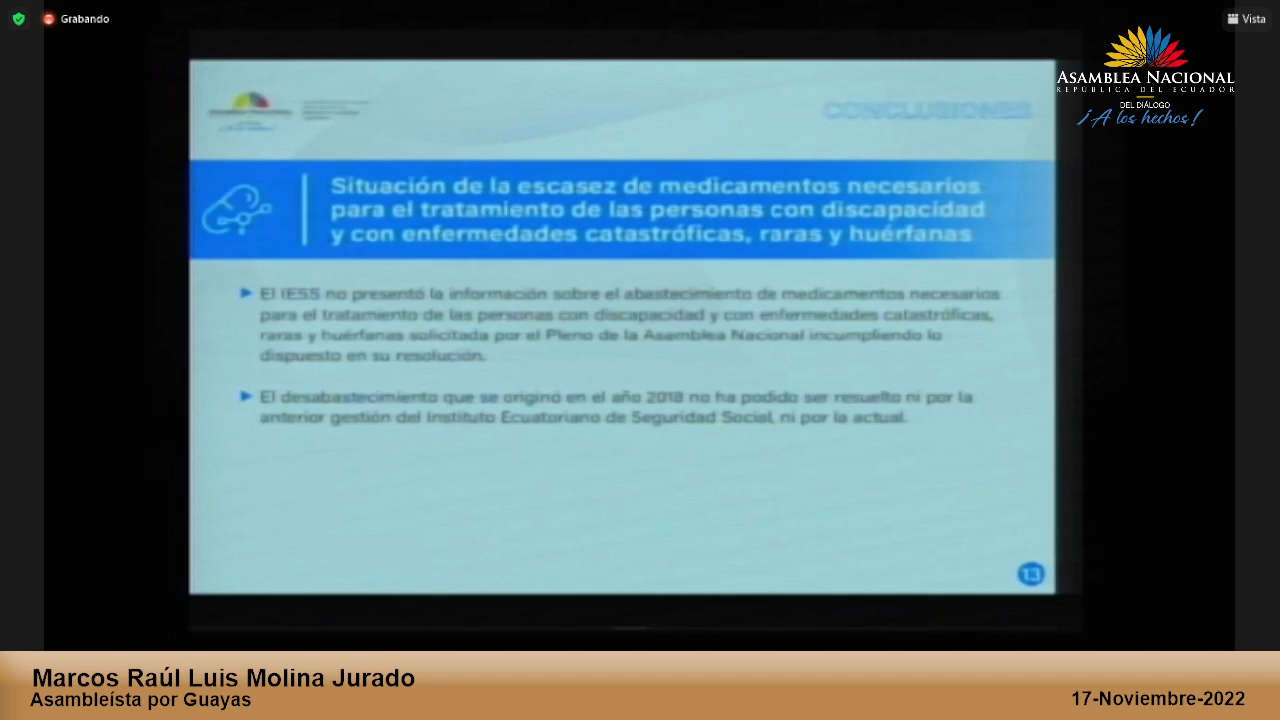 Grabando
Vista
ASAMBLEA NACIONAL
REPÚBLICA DEL ECUADOR
DEL DIÁLOGO
¡A los hechos!
CONCLUSIONES
Situación de la escasez de medicamentos necesarios
para el tratamiento de las personas con discapacidad
y con enfermedades catastróficas, raras y huérfanas
El IESS no presentó la información sobre el abastecimiento de medicamentos necesarios
para el tratamiento de las personas con discapacidad y con enfermedades catastróficas,
raras y huérfanas solicitada por el Pleno de la Asamblea Nacional incumpliendo lo
dispuesto en su resolución.
El desabastecimiento que se originó en el año 2018 no ha podido ser resuelto ni por la
anterior gestión del Instituto Ecuatoriano de Seguridad Social, ni por la actual.
13
Marcos Raúl Luis Molina Jurado
Asambleísta por Guayas
17-Noviembre-2022